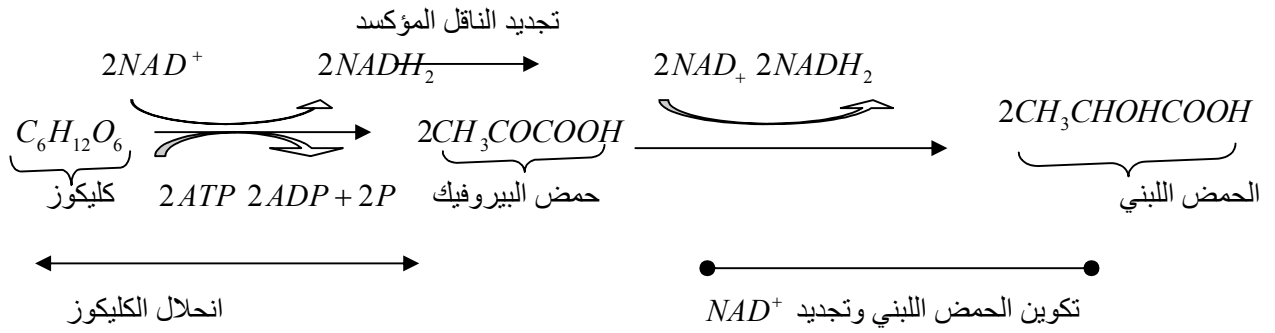 تجديد الناقل المؤكسد
2NAD⁺ 2NADH₂ 2NAD₊ 2NADH₂
C₆H₁₂O₆ 2CH₃COCOOH 2CH₃CHOHCOOH
كليكوز 2ATP 2ADP + 2P حمض البيروفيك الحمض اللبني
انحلال الكليكوز تكوين الحمض اللبني وتجديد NAD⁺